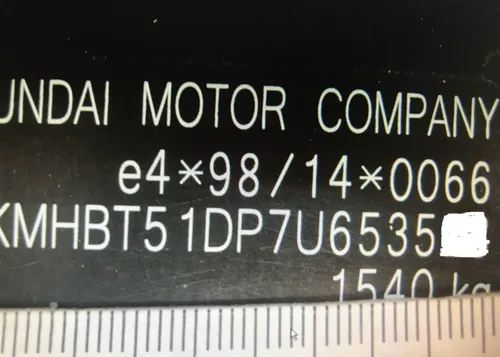 UNDAI MOTOR COMPANY
e4*98/14*0066
KMHBT51DP7U6535
1540 kg